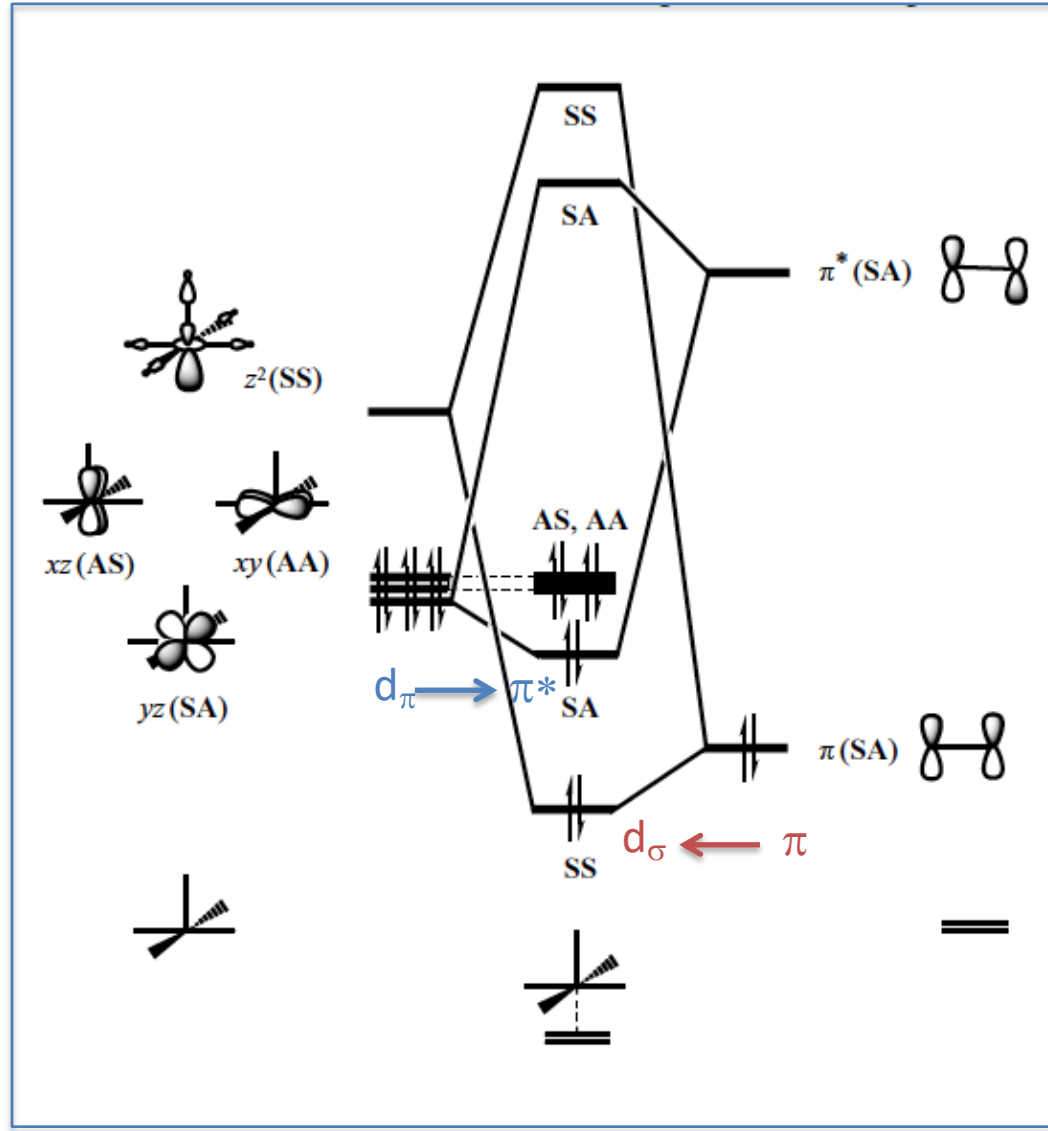 SS
SA
π*(SA)
z²(SS)
AS, AA
xz(AS)
xy(AA)
yz(SA)
dπ → π*
SA
π(SA)
dσ ← π
SS